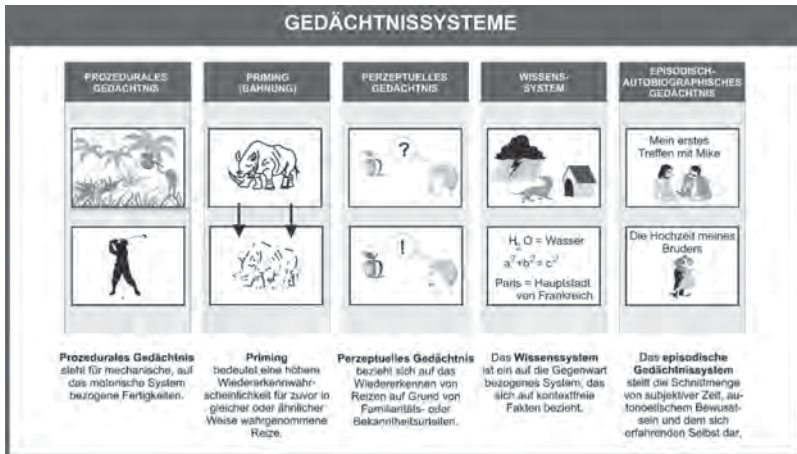 GEDÄCHTNISSYSTEME
PROZEDURALES
GEDÄCHTNIS
PRIMING
(BAHNUNG)
PERZEPTUELLES
GEDÄCHTNIS
WISSENS-
SYSTEM
EPISODISCH-
AUTOBIOGRAPHISCHES
GEDÄCHTNIS
?
Mein erstes
Treffen mit Mike
!
H₂O = Wasser
a²+b² = c²
Paris = Hauptstadt
von Frankreich
Die Hochzeit meines
Bruders
Prozedurales Gedächtnis
steht für mechanische, auf
das motorische System
bezogene Fertigkeiten.
Priming
bedeutet eine höhere
Wiedererkennwahr-
scheinlichkeit für zuvor in
gleicher oder ähnlicher
Weise wahrgenommene
Reize.
Perzeptuelles Gedächtnis
bezieht sich auf das
Wiedererkennen von
Reizen auf Grund von
Familiaritäts- oder
Bekanntheitsurteilen.
Das Wissenssystem
ist ein auf die Gegenwart
bezogenes System, das
sich auf kontextfreie
Fakten bezieht.
Das episodische
Gedächtnissystem
stellt die Schnittmenge
von subjektiver Zeit, au-
tonoetischem Bewusst-
sein und dem sich
erfahrenden Selbst dar.